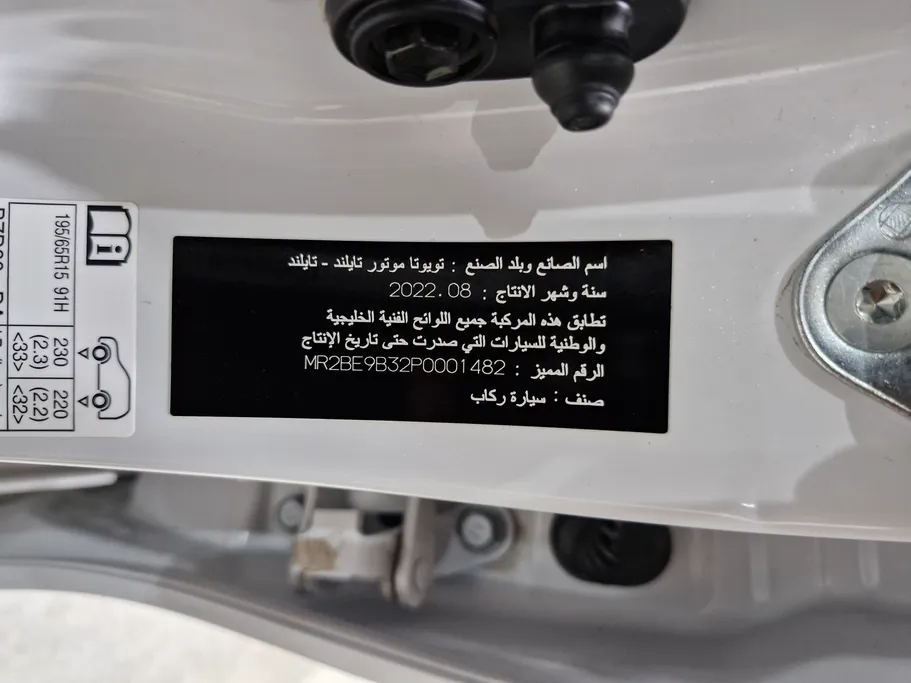 اسم الصانع وبلد الصنع : تويوتا موتور تايلند - تايلند
سنة وشهر الانتاج : 2022.08
تطابق هذه المركبة جميع اللوائح الفنية الخليجية
والوطنية للسيارات التي صدرت حتى تاريخ الإنتاج
الرقم المميز : MR2BE9B32P0001482
صنف : سيارة ركاب
195/65R15 91H
230
(2.3)
<33>
220
(2.2)
<32>